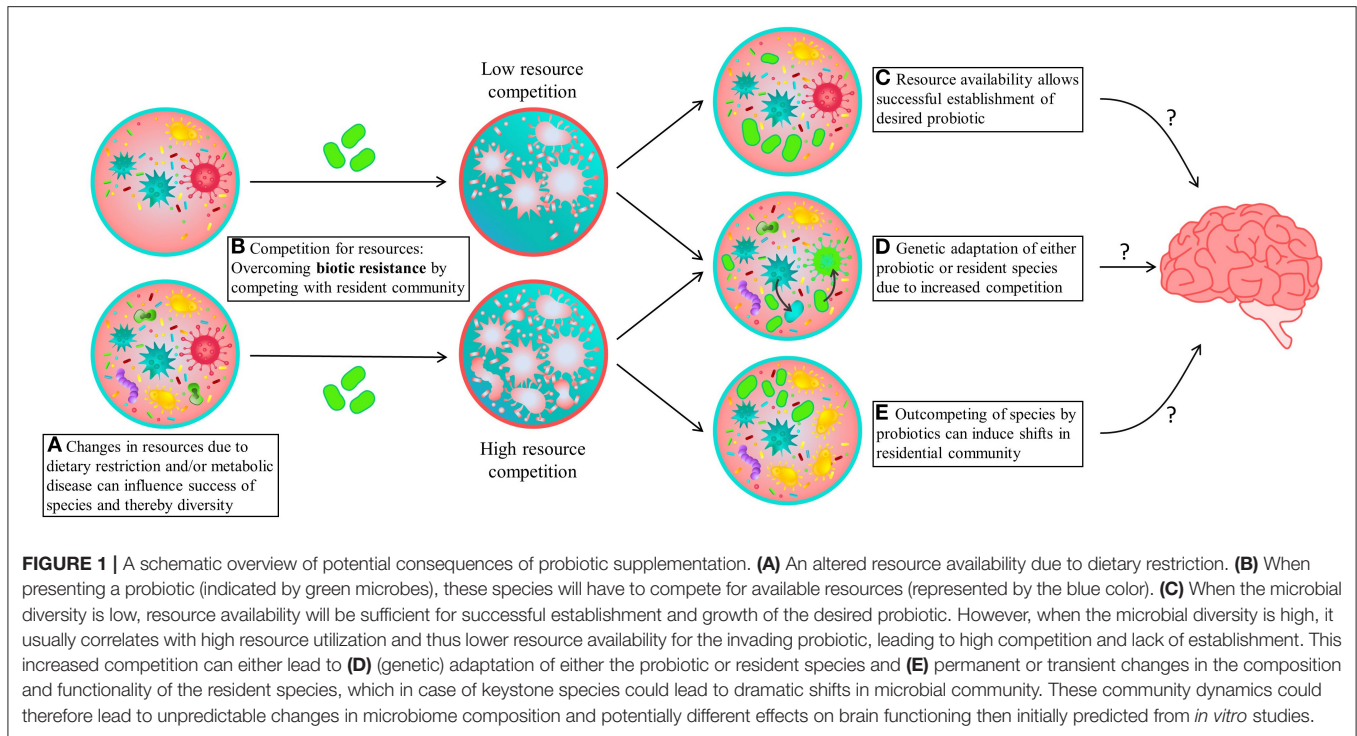 Low resource
competition
C Resource availability allows
successful establishment of
desired probiotic
?
B Competition for resources:
Overcoming biotic resistance by
competing with resident community
D Genetic adaptation of either
probiotic or resident species
due to increased competition
?
A Changes in resources due to
dietary restriction and/or metabolic
disease can influence success of
species and thereby diversity
High resource
competition
E Outcompeting of species by
probiotics can induce shifts in
residential community
?
FIGURE 1 | A schematic overview of potential consequences of probiotic supplementation. (A) An altered resource availability due to dietary restriction. (B) When
presenting a probiotic (indicated by green microbes), these species will have to compete for available resources (represented by the blue color). (C) When the microbial
diversity is low, resource availability will be sufficient for successful establishment and growth of the desired probiotic. However, when the microbial diversity is high, it
usually correlates with high resource utilization and thus lower resource availability for the invading probiotic, leading to high competition and lack of establishment. This
increased competition can either lead to (D) (genetic) adaptation of either the probiotic or resident species and (E) permanent or transient changes in the composition
and functionality of the resident species, which in case of keystone species could lead to dramatic shifts in microbial community. These community dynamics could
therefore lead to unpredictable changes in microbiome composition and potentially different effects on brain functioning then initially predicted from in vitro studies.